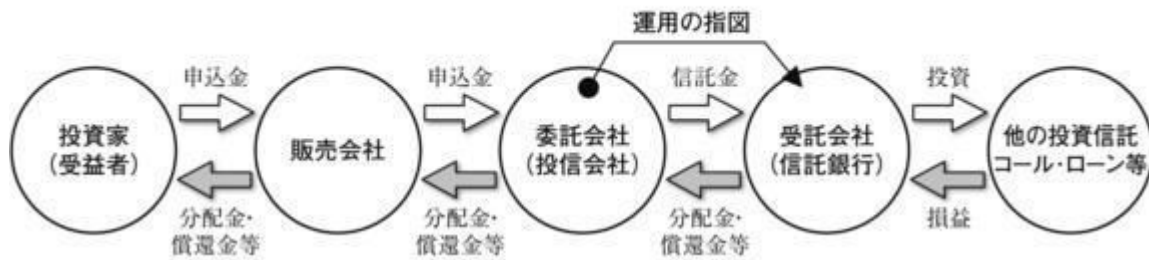 運用の指図
申込金
申込金
信託金
投資
投資家
(受益者)
販売会社
委託会社
(投信会社)
受託会社
(信託銀行)
他の投資信託
コール・ローン等
分配金・
償還金等
分配金・
償還金等
分配金・
償還金等
損益